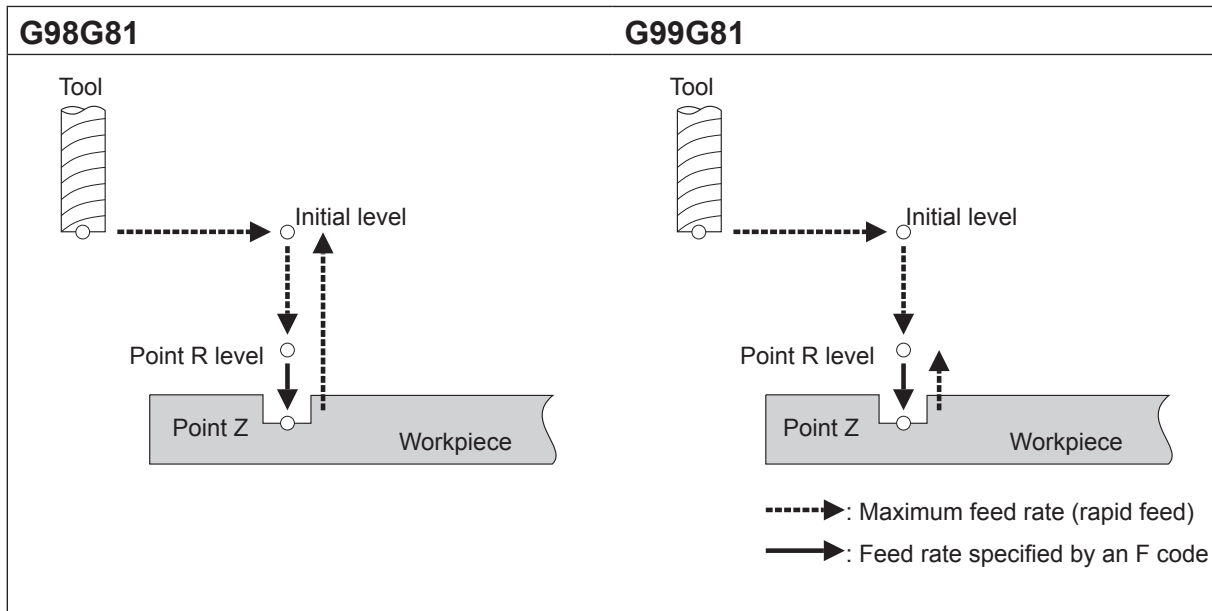 G98G81
G99G81
Tool
Initial level
Point R level
Point Z
Workpiece
Tool
Initial level
Point R level
Point Z
Workpiece
: Maximum feed rate (rapid feed)
: Feed rate specified by an F code